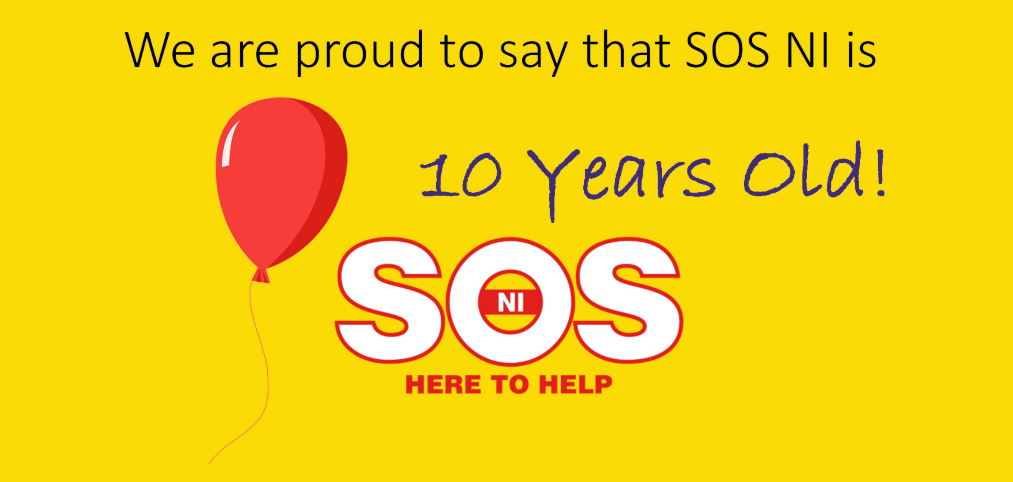 We are proud to say that SOS NI is
10 Years Old!
SOS
NI
HERE TO HELP